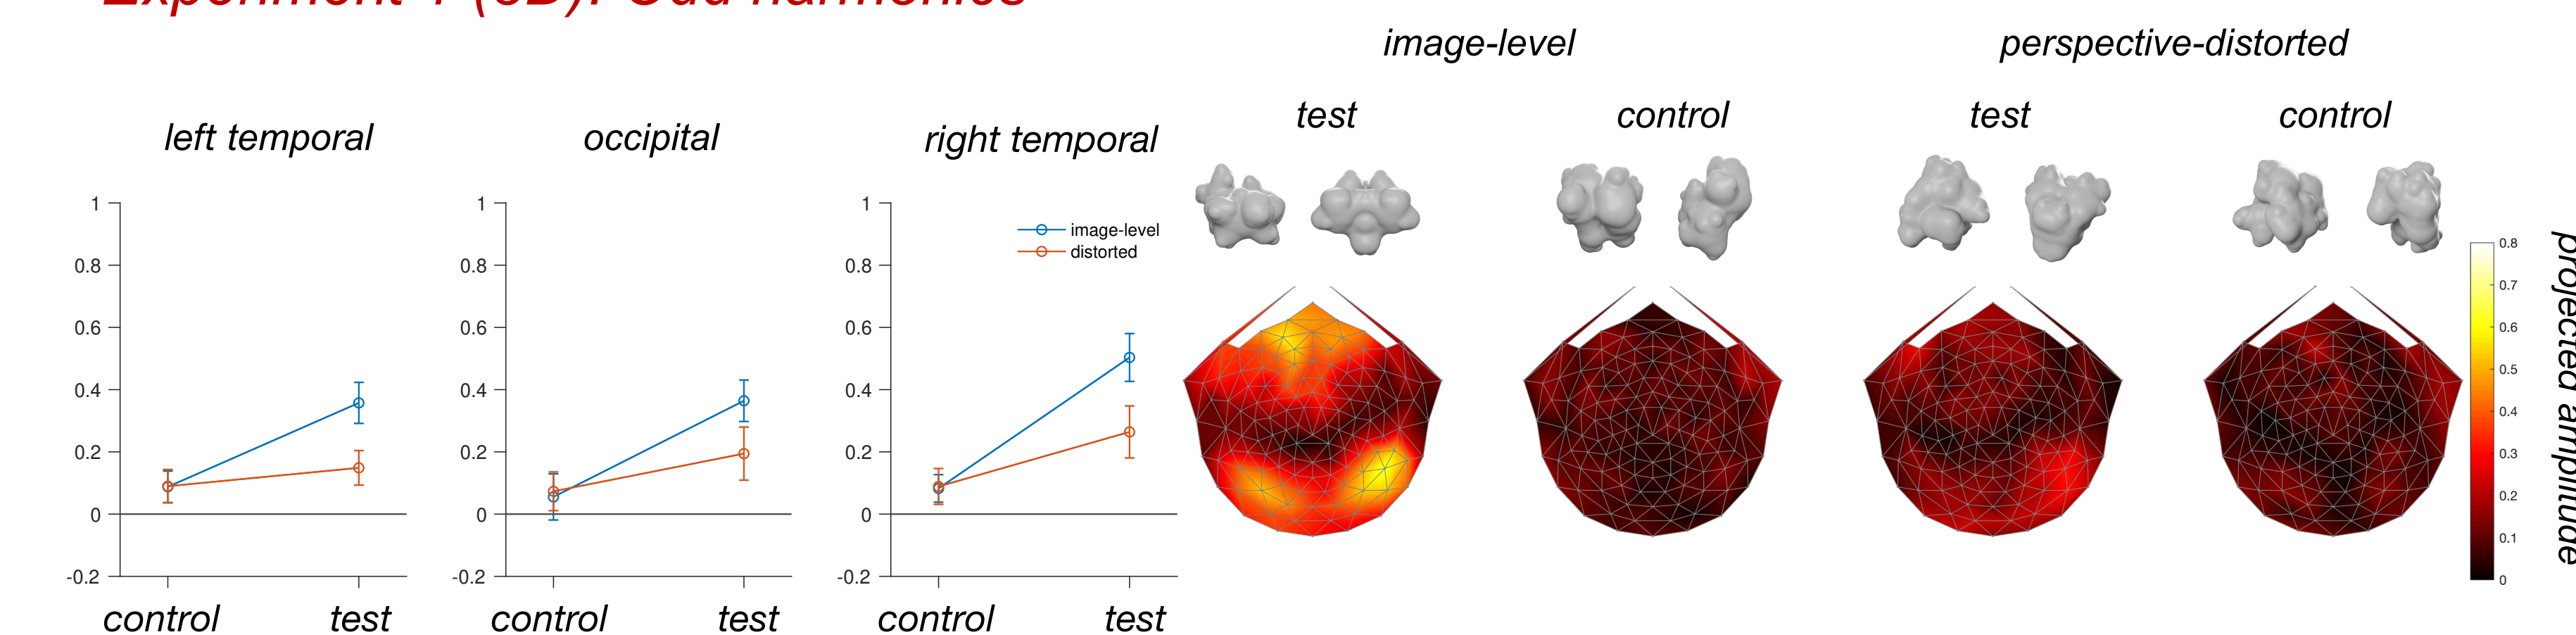 Odd harmonics
image-level
perspective-distorted
test
control
test
control
left temporal
occipital
right temporal
1
0.8
0.6
0.4
0.2
0
-0.2
control
test
1
0.8
0.6
0.4
0.2
0
-0.2
control
test
1
0.8
0.6
0.4
0.2
0
-0.2
control
test
image-level
distorted
0.8
0.7
0.6
0.5
0.4
0.3
0.2
0.1
0
projected amplitude